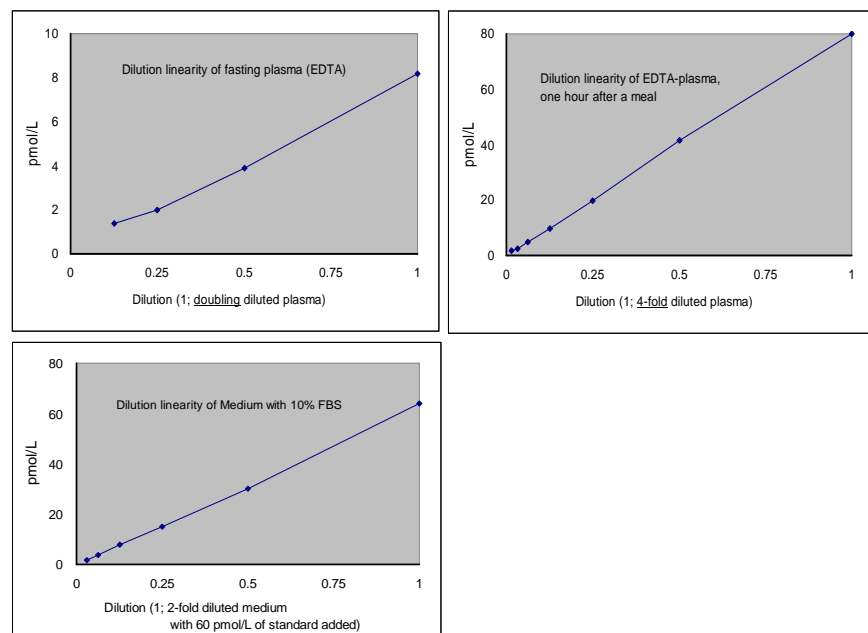 10
8
6
4
2
0
pmol/L
Dilution linearity of fasting plasma (EDTA)
0 0.25 0.5 0.75 1
Dilution (1; doubling diluted plasma)
80
60
40
20
0
pmol/L
Dilution linearity of EDTA-plasma,
one hour after a meal
0 0.25 0.5 0.75 1
Dilution (1; 4-fold diluted plasma)
80
60
40
20
0
pmol/L
Dilution linearity of Medium with 10% FBS
0 0.25 0.5 0.75 1
Dilution (1; 2-fold diluted medium
with 60 pmol/L of standard added)